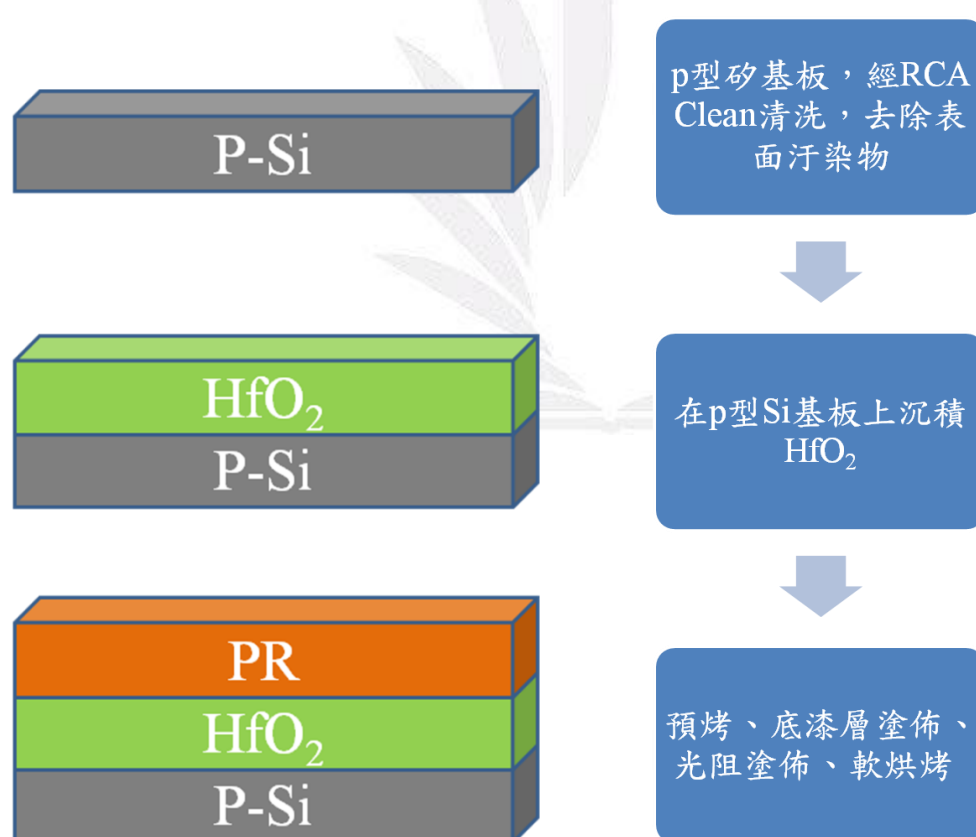 P-Si
p型矽基板，經RCA
Clean清洗，去除表
面汙染物
HfO₂
P-Si
在p型Si基板上沉積
HfO₂
PR
HfO₂
P-Si
預烤、底漆層塗佈、
光阻塗佈、軟烘烤